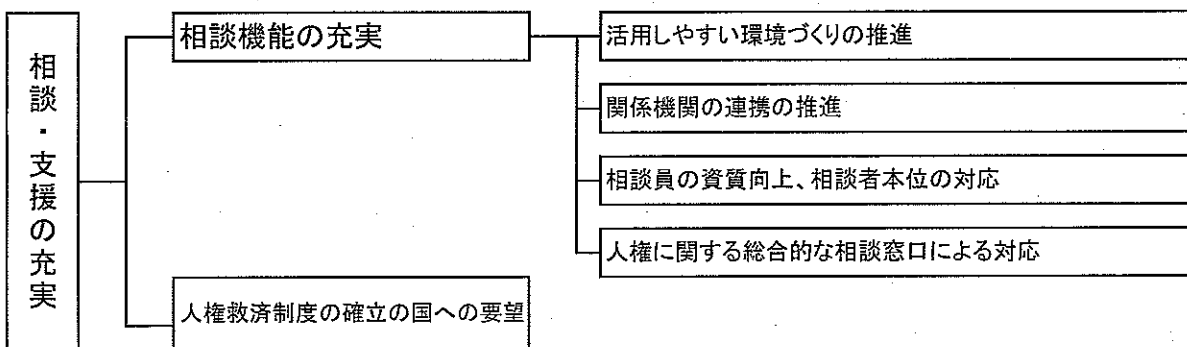 相談・支援の充実
相談機能の充実
活用しやすい環境づくりの推進
関係機関の連携の推進
相談員の資質向上、相談者本位の対応
人権に関する総合的な相談窓口による対応
人権救済制度の確立の国への要望